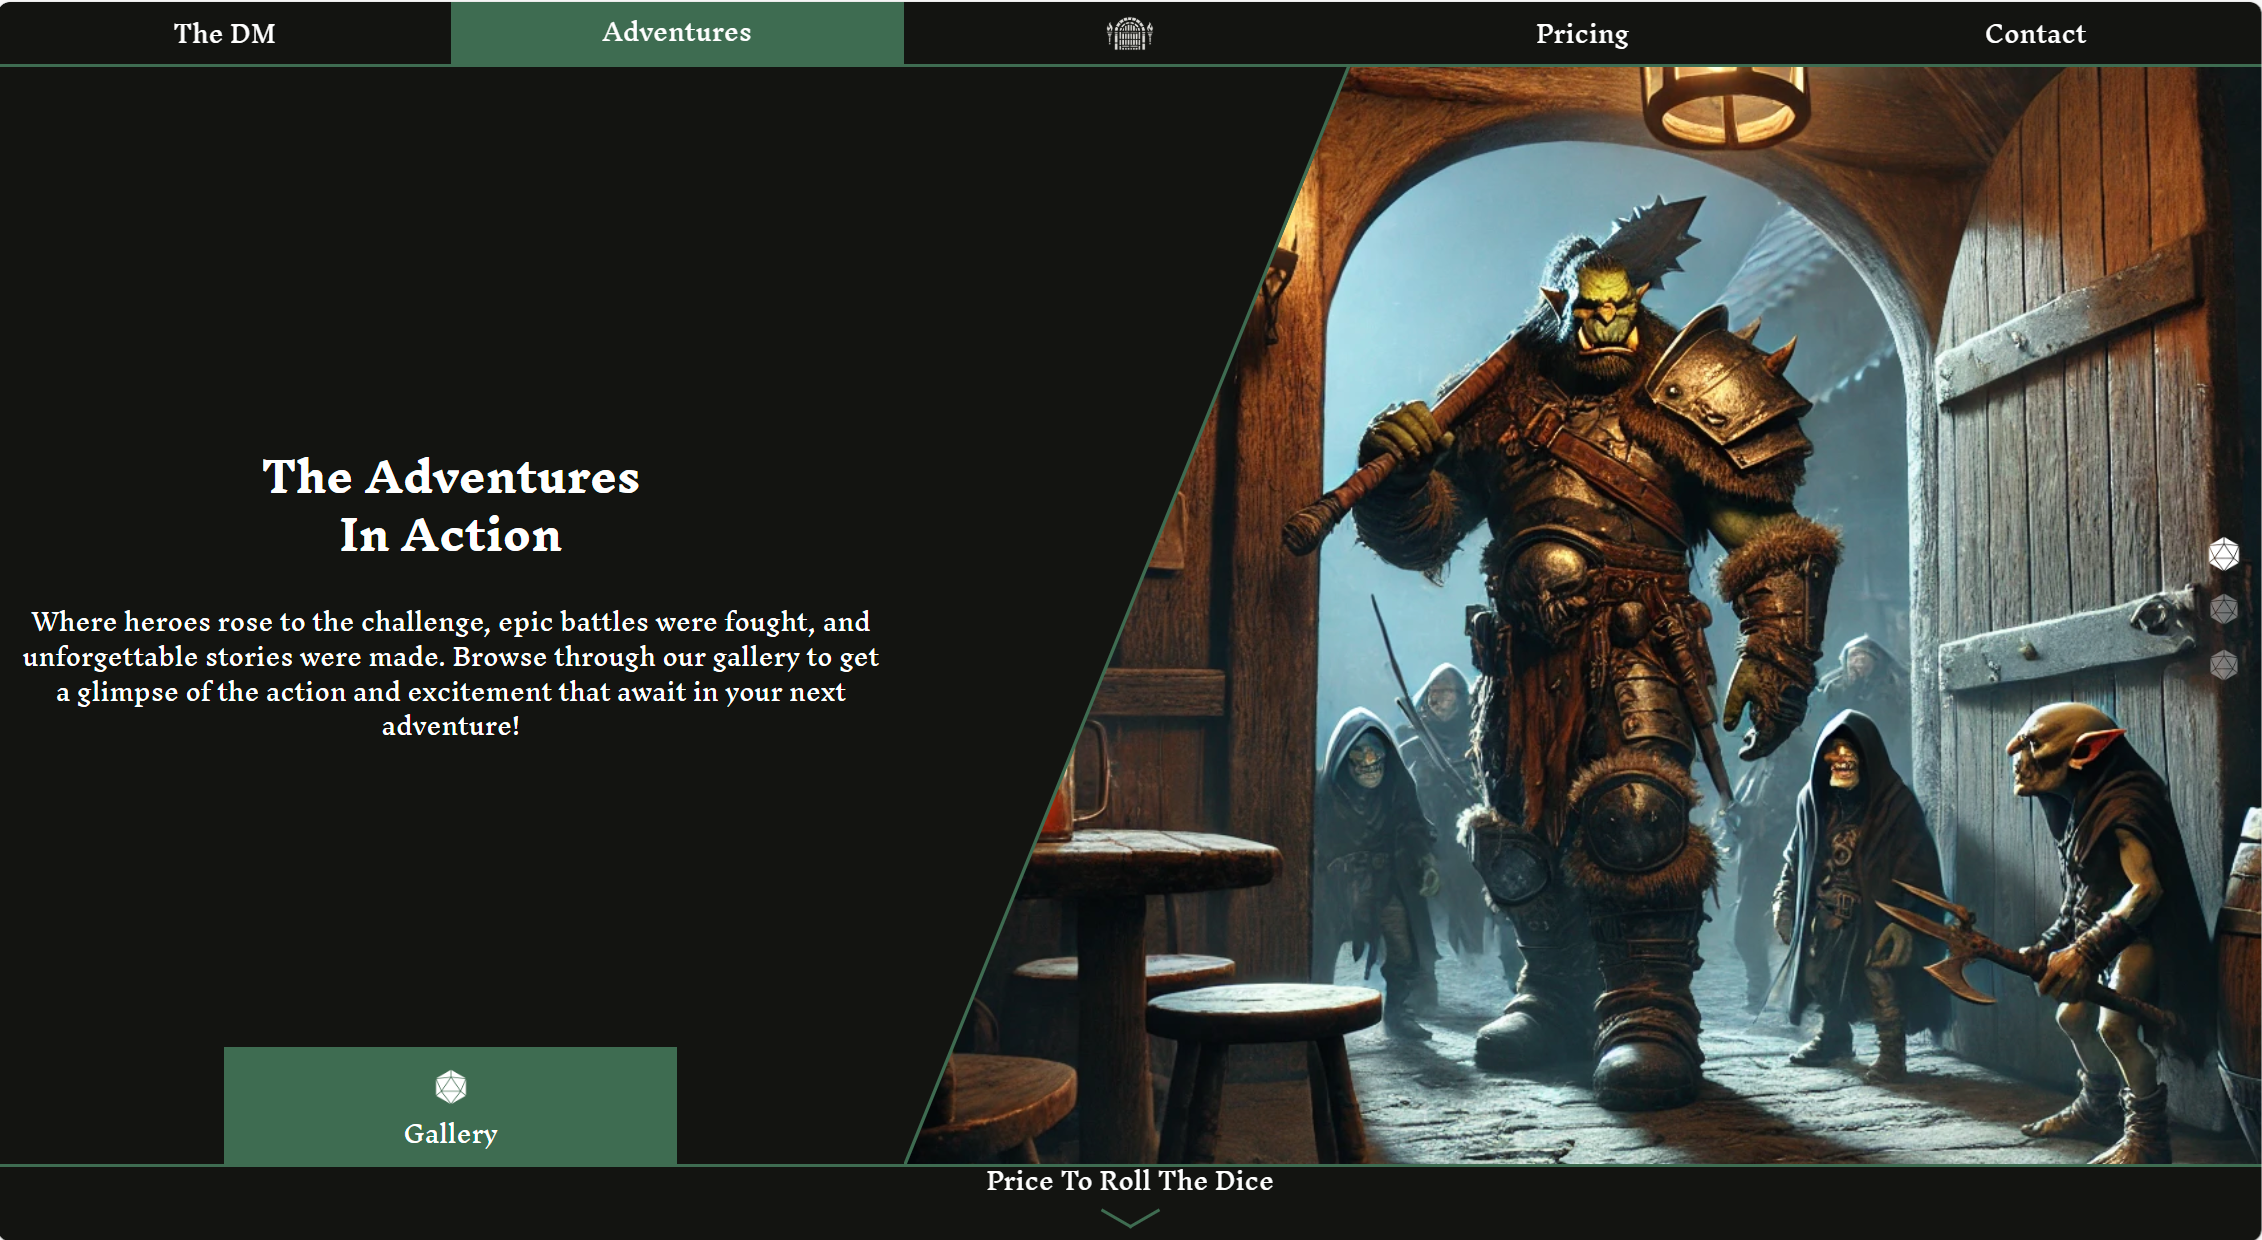 The DM
Adventures
Pricing
Contact
The Adventures
In Action
Where heroes rose to the challenge, epic battles were fought, and
unforgettable stories were made. Browse through our gallery to get
a glimpse of the action and excitement that await in your next
adventure!
Gallery
Price To Roll The Dice